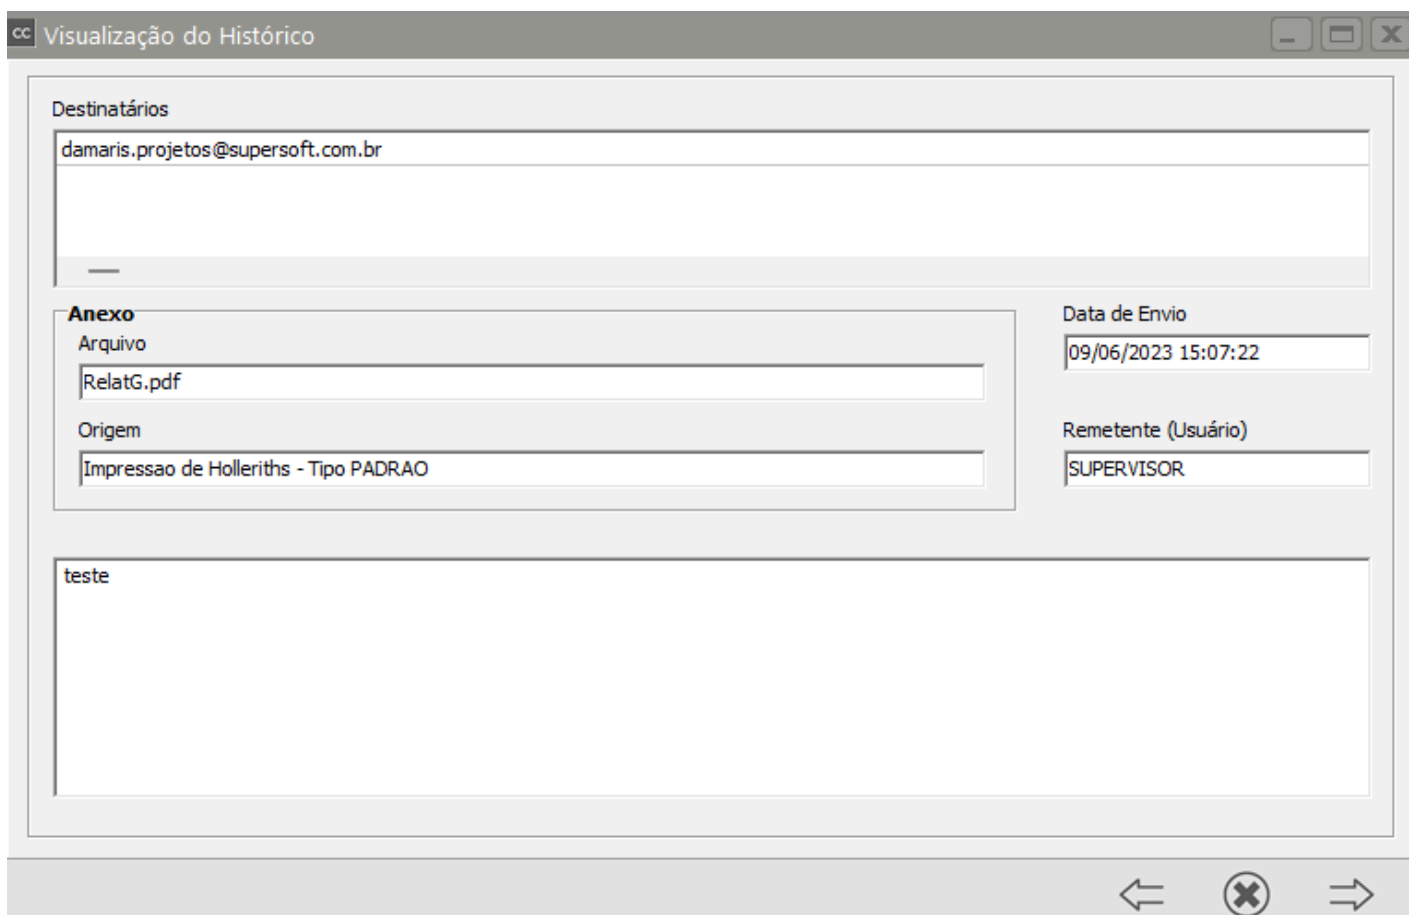 cc Visualização do Histórico
Destinatários
damaris.projetos@supersoft.com.br
Anexo
Arquivo
RelatG.pdf
Origem
Impressao de Holleriths - Tipo PADRAO
Data de Envio
09/06/2023 15:07:22
Remetente (Usuário)
SUPERVISOR
teste